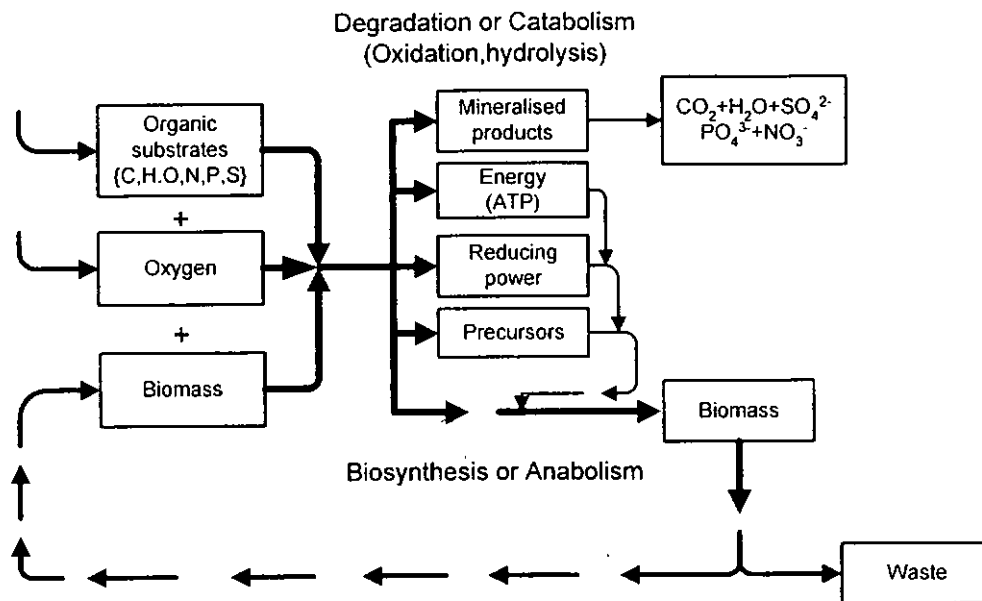 Degradation or Catabolism
(Oxidation,hydrolysis)
Organic
substrates
{C,H.O,N,P,S}
+
Oxygen
+
Biomass
Mineralised
products
CO₂+H₂O+SO₄²⁻
PO₄³⁻+NO₃⁻
Energy
(ATP)
Reducing
power
Precursors
Biomass
Biosynthesis or Anabolism
Waste